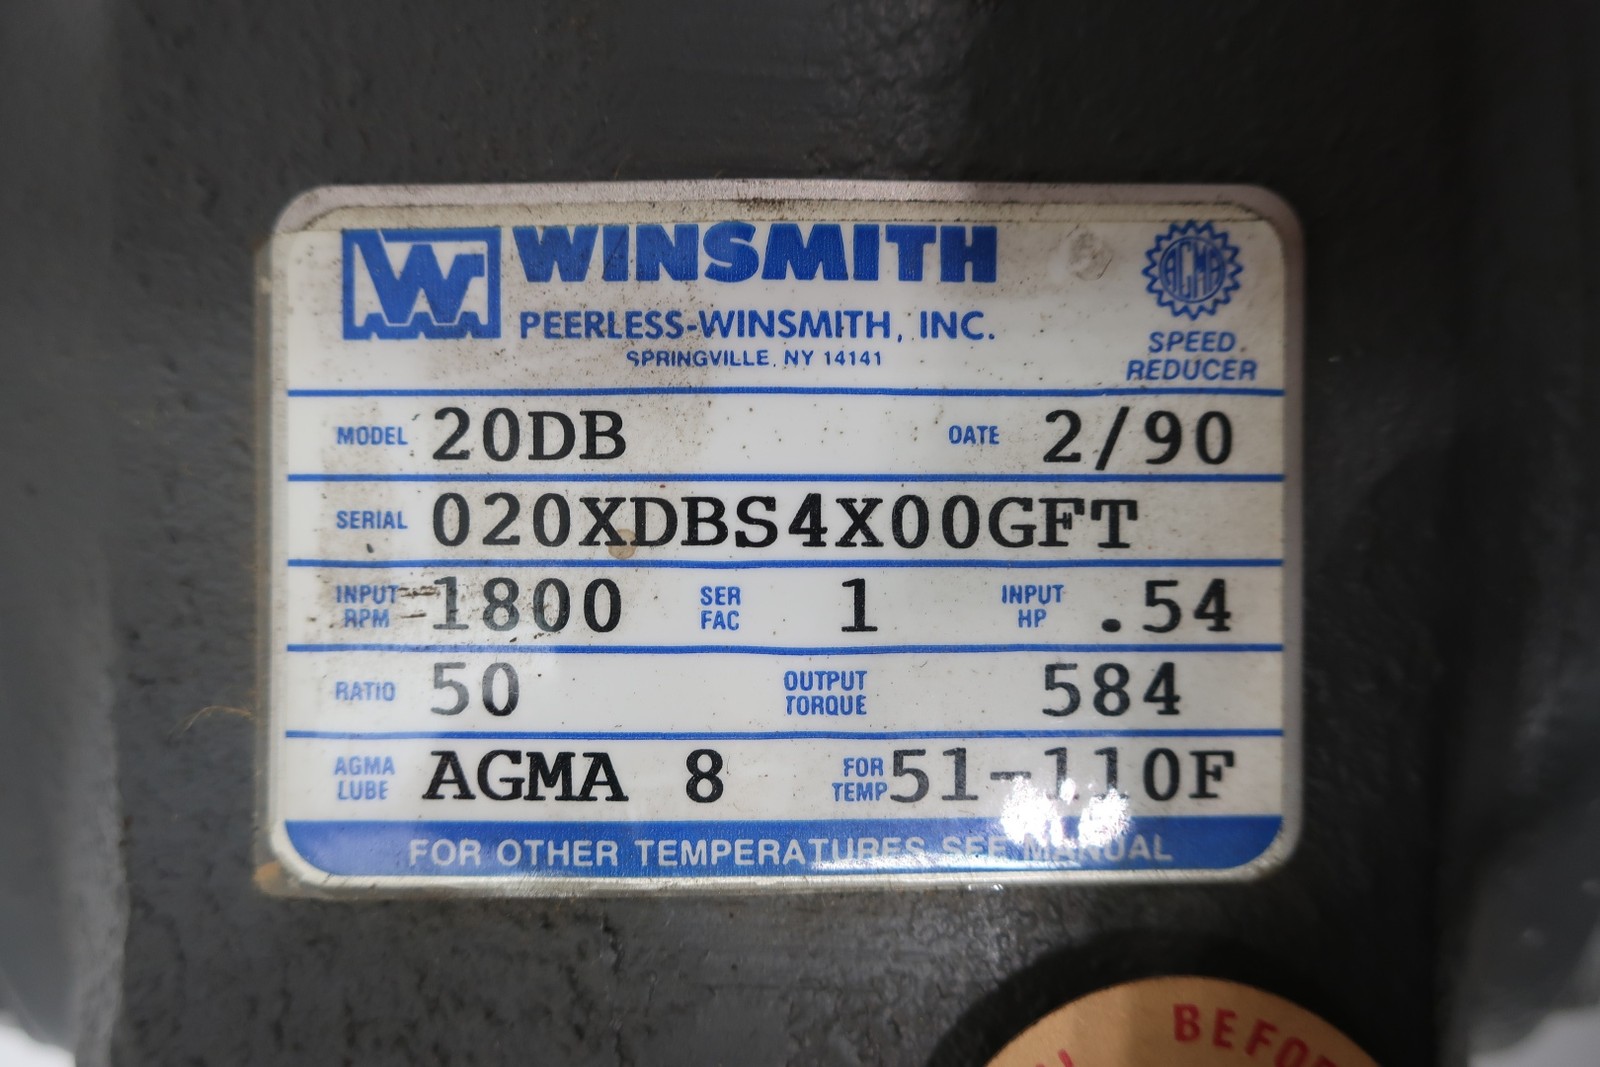 W WINSMITH
PEERLESS-WINSMITH, INC.
SPRINGVILLE, NY 14141
AGMA
SPEED
REDUCER
MODEL 20DB DATE 2/90
SERIAL 020XDBS4X00GFT
INPUT RPM 1800 SER FAC 1 INPUT HP .54
RATIO 50 OUTPUT TORQUE 584
AGMA LUBE AGMA 8 FOR TEMP 51-110F
FOR OTHER TEMPERATURES SEE MANUAL